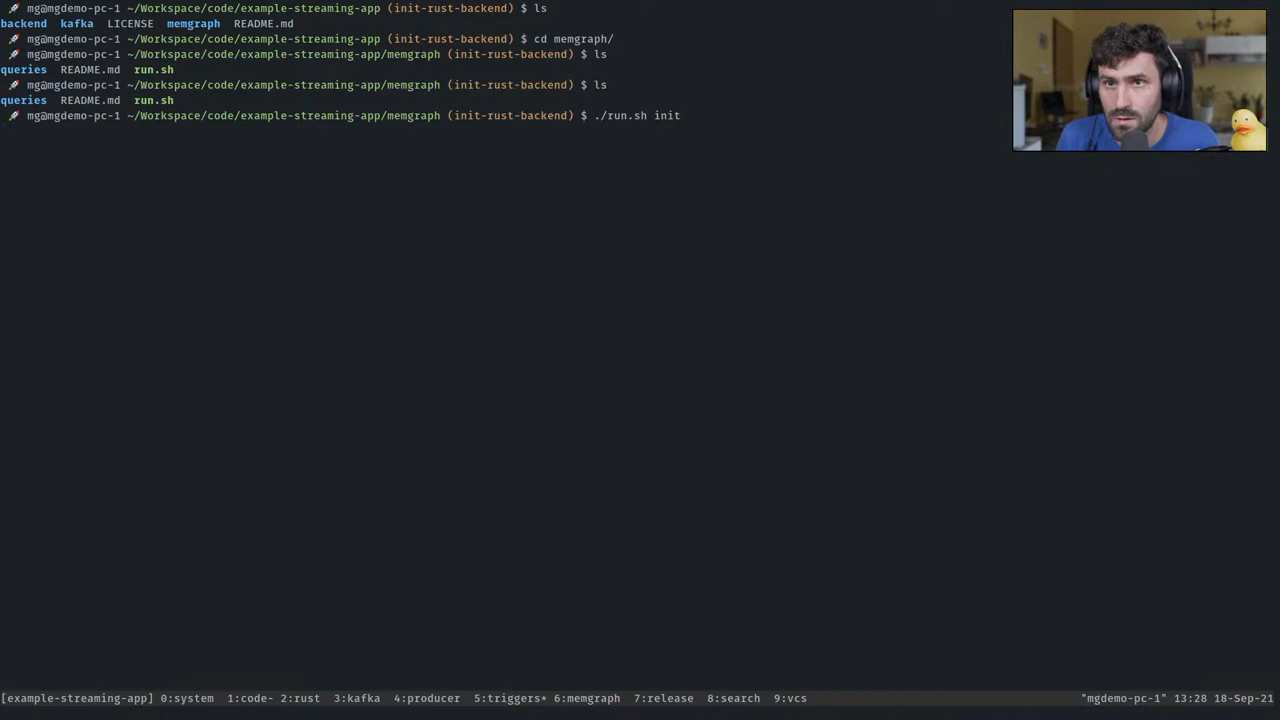 🚀 mg@mgdemo-pc-1 ~/Workspace/code/example-streaming-app (init-rust-backend) $ ls
backend kafka LICENSE memgraph README.md
🚀 mg@mgdemo-pc-1 ~/Workspace/code/example-streaming-app (init-rust-backend) $ cd memgraph/
🚀 mg@mgdemo-pc-1 ~/Workspace/code/example-streaming-app/memgraph (init-rust-backend) $ ls
queries README.md run.sh
🚀 mg@mgdemo-pc-1 ~/Workspace/code/example-streaming-app/memgraph (init-rust-backend) $ ls
queries README.md run.sh
🚀 mg@mgdemo-pc-1 ~/Workspace/code/example-streaming-app/memgraph (init-rust-backend) $ ./run.sh init
[example-streaming-app] 0:system 1:code- 2:rust 3:kafka 4:producer 5:triggers* 6:memgraph 7:release 8:search 9:vcs "mgdemo-pc-1" 13:28 18-Sep-21